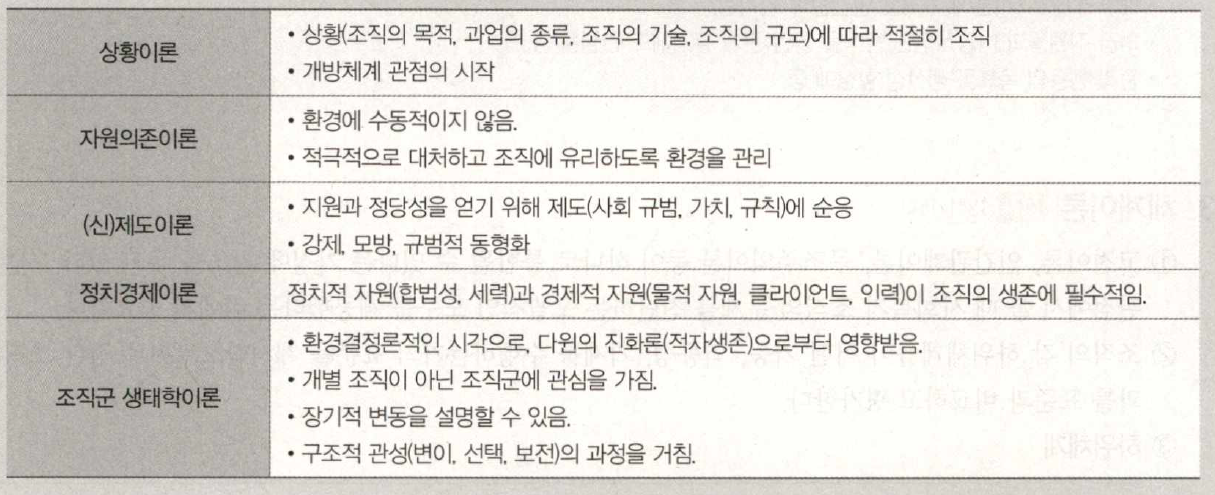 상황이론
• 상황(조직의 목적, 과업의 종류, 조직의 기술, 조직의 규모)에 따라 적절히 조직
• 개방체계 관점의 시작
자원의존이론
• 환경에 수동적이지 않음.
• 적극적으로 대처하고 조직에 유리하도록 환경을 관리
(신)제도이론
• 지원과 정당성을 얻기 위해 제도(사회 규범, 가치, 규칙)에 순응
• 강제, 모방, 규범적 동형화
정치경제이론
정치적 자원(합법성, 세력)과 경제적 자원(물적 자원, 클라이언트, 인력)이 조직의 생존에 필수적임.
조직군 생태학이론
• 환경결정론적인 시각으로, 다윈의 진화론(적자생존)으로부터 영향받음.
• 개별 조직이 아닌 조직군에 관심을 가짐.
• 장기적 변동을 설명할 수 있음.
• 구조적 관성(변이, 선택, 보전)의 과정을 거침.